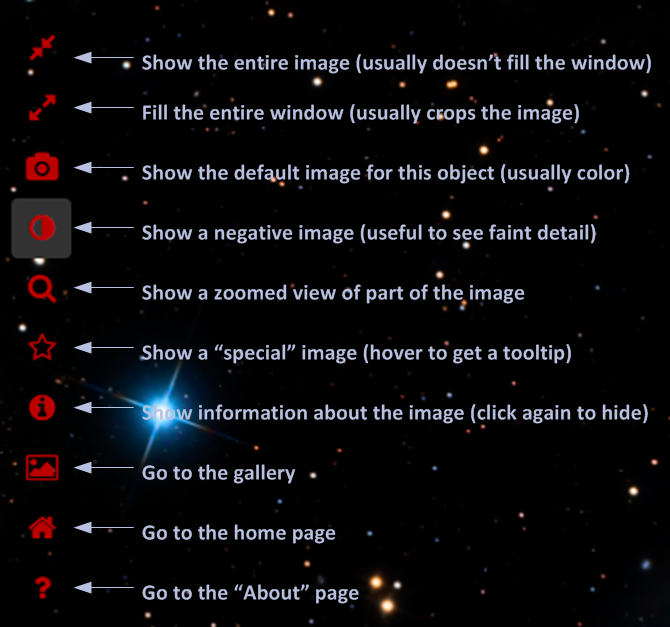 Show the entire image (usually doesn’t fill the window)
Fill the entire window (usually crops the image)
Show the default image for this object (usually color)
Show a negative image (useful to see faint detail)
Show a zoomed view of part of the image
Show a “special” image (hover to get a tooltip)
Show information about the image (click again to hide)
Go to the gallery
Go to the home page
Go to the “About” page